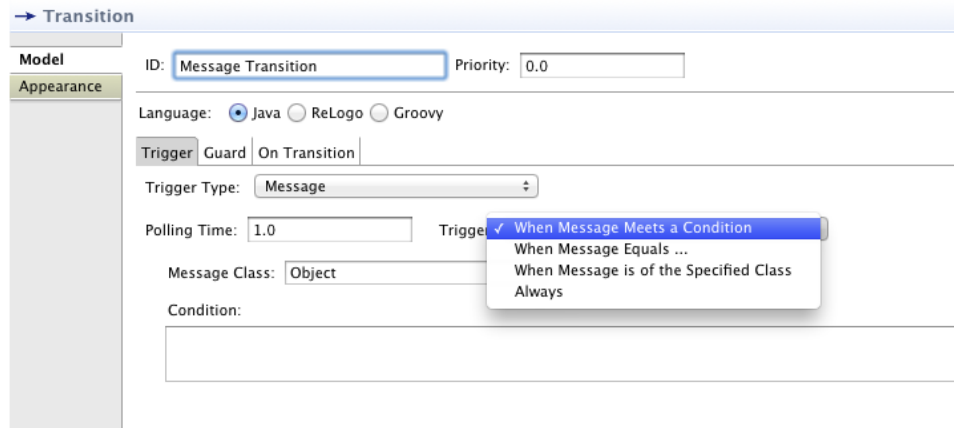 → Transition
Model
Appearance
ID: Message Transition Priority: 0.0
Language: Java ReLogo Groovy
Trigger Guard On Transition
Trigger Type: Message
Polling Time: 1.0 Trigger
✓ When Message Meets a Condition
When Message Equals ...
When Message is of the Specified Class
Always
Message Class: Object
Condition: